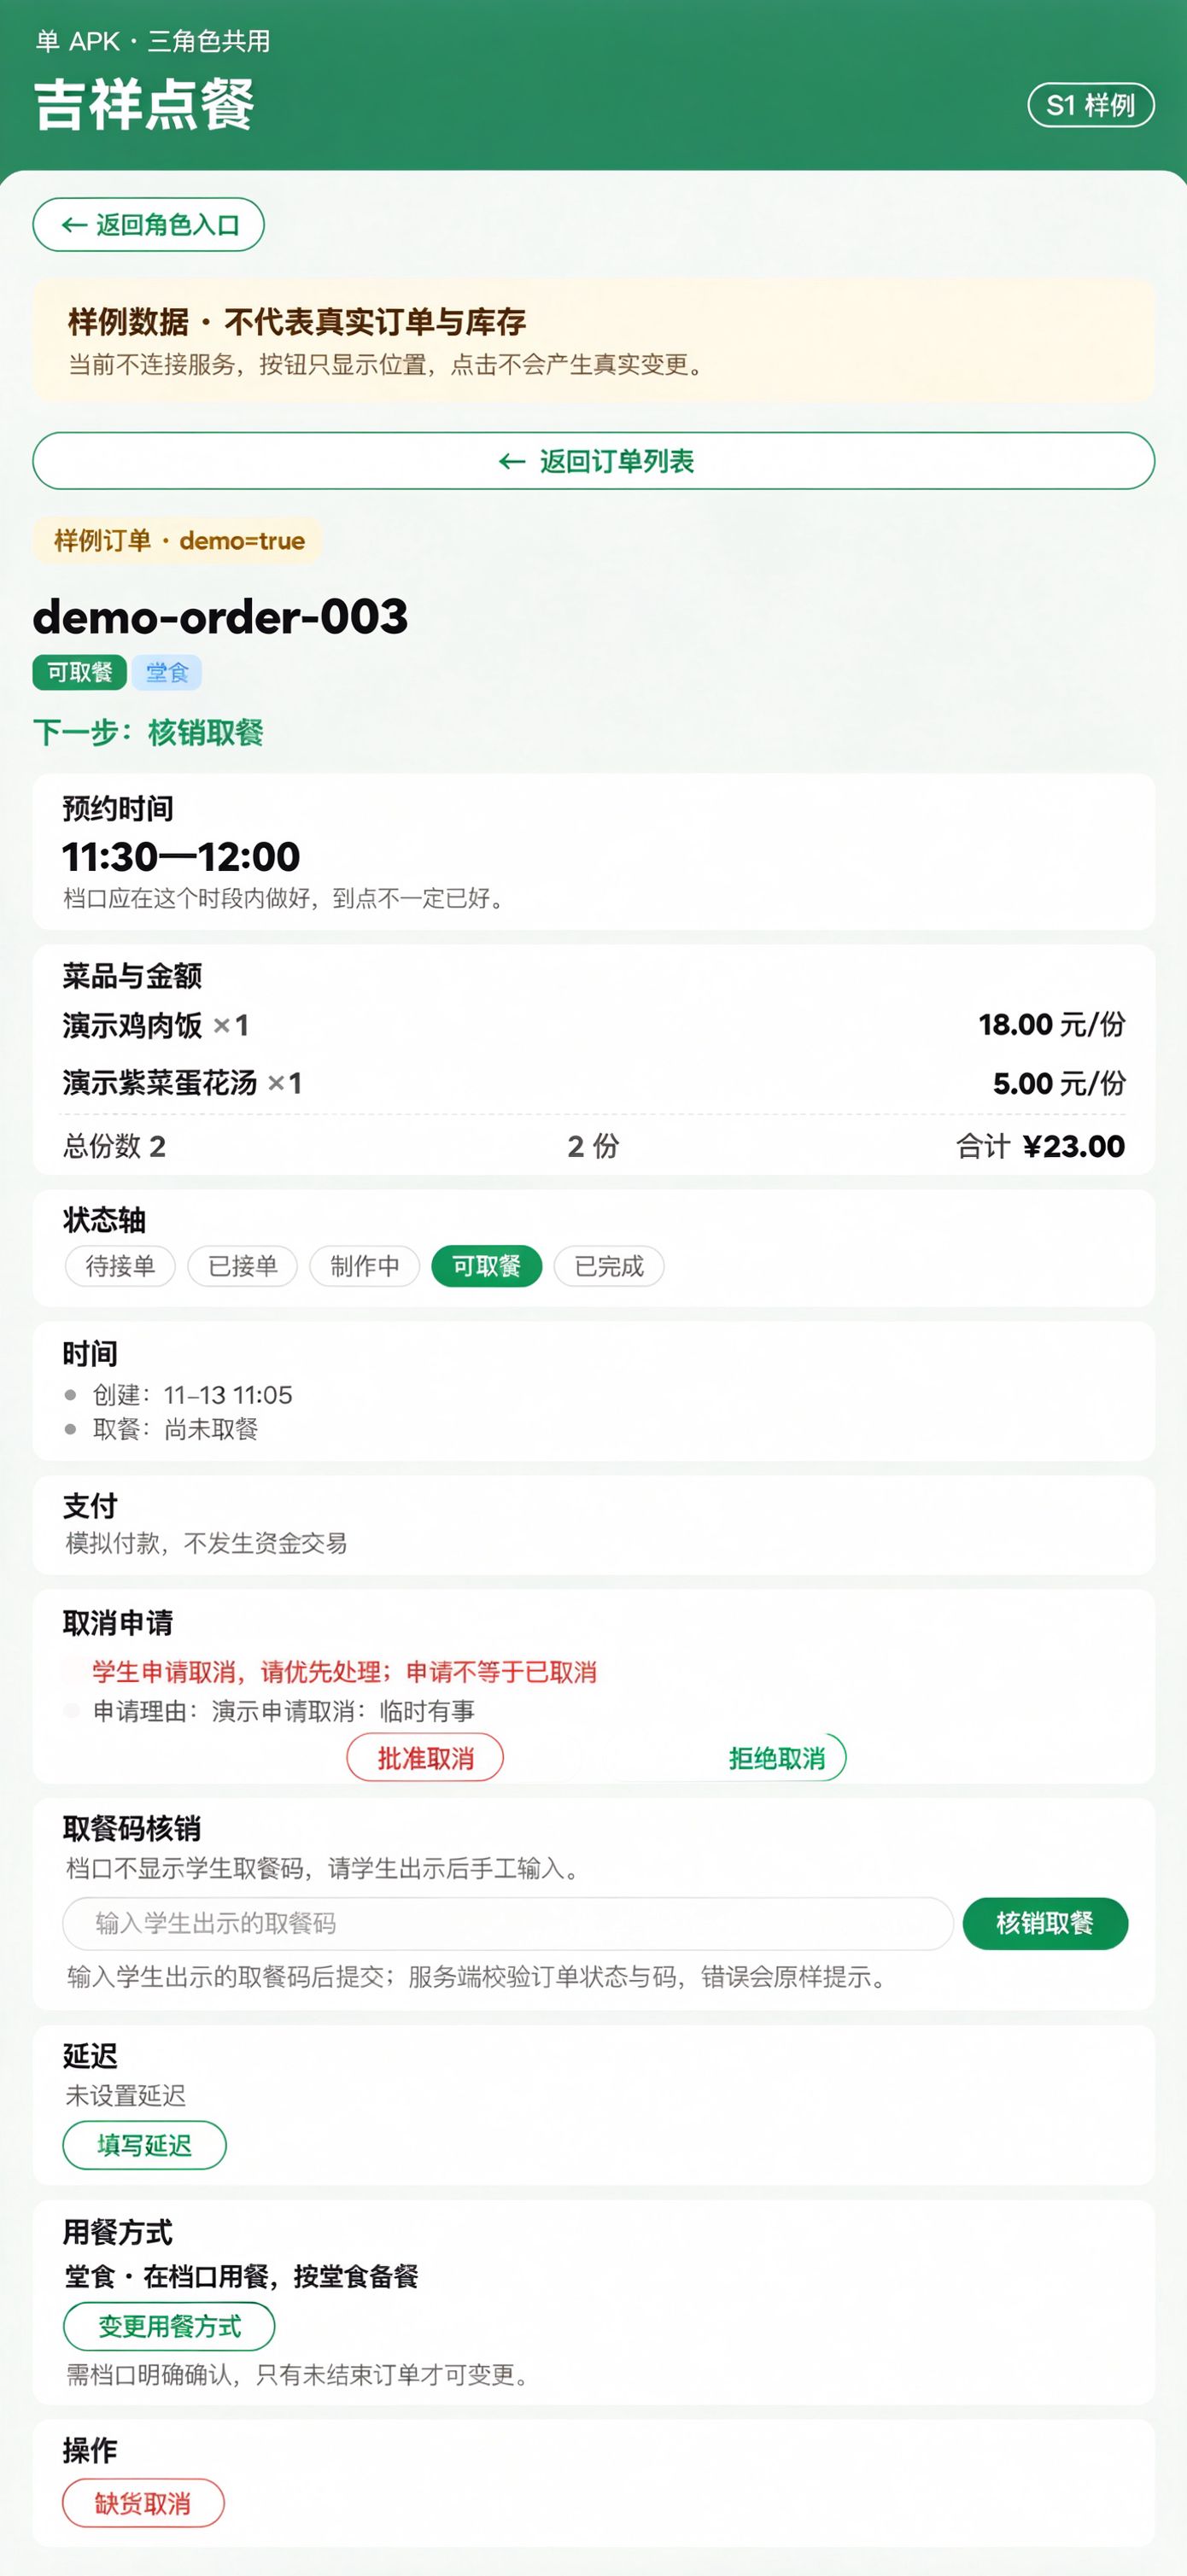 单 APK · 三角色共用
吉祥点餐
S1 样例
← 返回角色入口
样例数据 · 不代表真实订单与库存
当前不连接服务，按钮只显示位置，点击不会产生真实变更。
← 返回订单列表
样例订单 · demo=true
demo-order-003
可取餐 堂食
下一步：核销取餐
预约时间
11:30—12:00
档口应在这个时段内做好，到点不一定已好。
菜品与金额
演示鸡肉饭 ×1 18.00 元/份
演示紫菜蛋花汤 ×1 5.00 元/份
总份数 2 2 份 合计 ¥23.00
状态轴
待接单 已接单 制作中 可取餐 已完成
时间
创建：11-13 11:05
取餐：尚未取餐
支付
模拟付款，不发生资金交易
取消申请
学生申请取消，请优先处理；申请不等于已取消
申请理由：演示申请取消：临时有事
批准取消 拒绝取消
取餐码核销
档口不显示学生取餐码，请学生出示后手工输入。
输入学生出示的取餐码 核销取餐
输入学生出示的取餐码后提交；服务端校验订单状态与码，错误会原样提示。
延迟
未设置延迟
填写延迟
用餐方式
堂食 · 在档口用餐，按堂食备餐
变更用餐方式
需档口明确确认，只有未结束订单才可变更。
操作
缺货取消